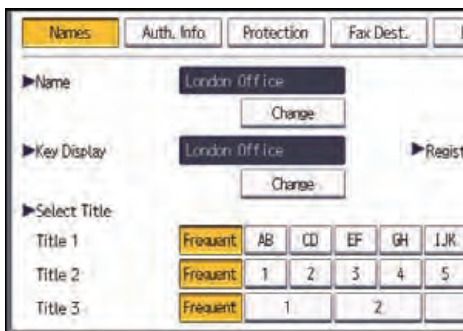 Names Auth. Info Protection Fax Dest.
▶Name London Office
Change
▶Key Display London Office ▶Regist
Change
▶Select Title
Title 1 Frequent AB CD EF GH IJK
Title 2 Frequent 1 2 3 4 5
Title 3 Frequent 1 2